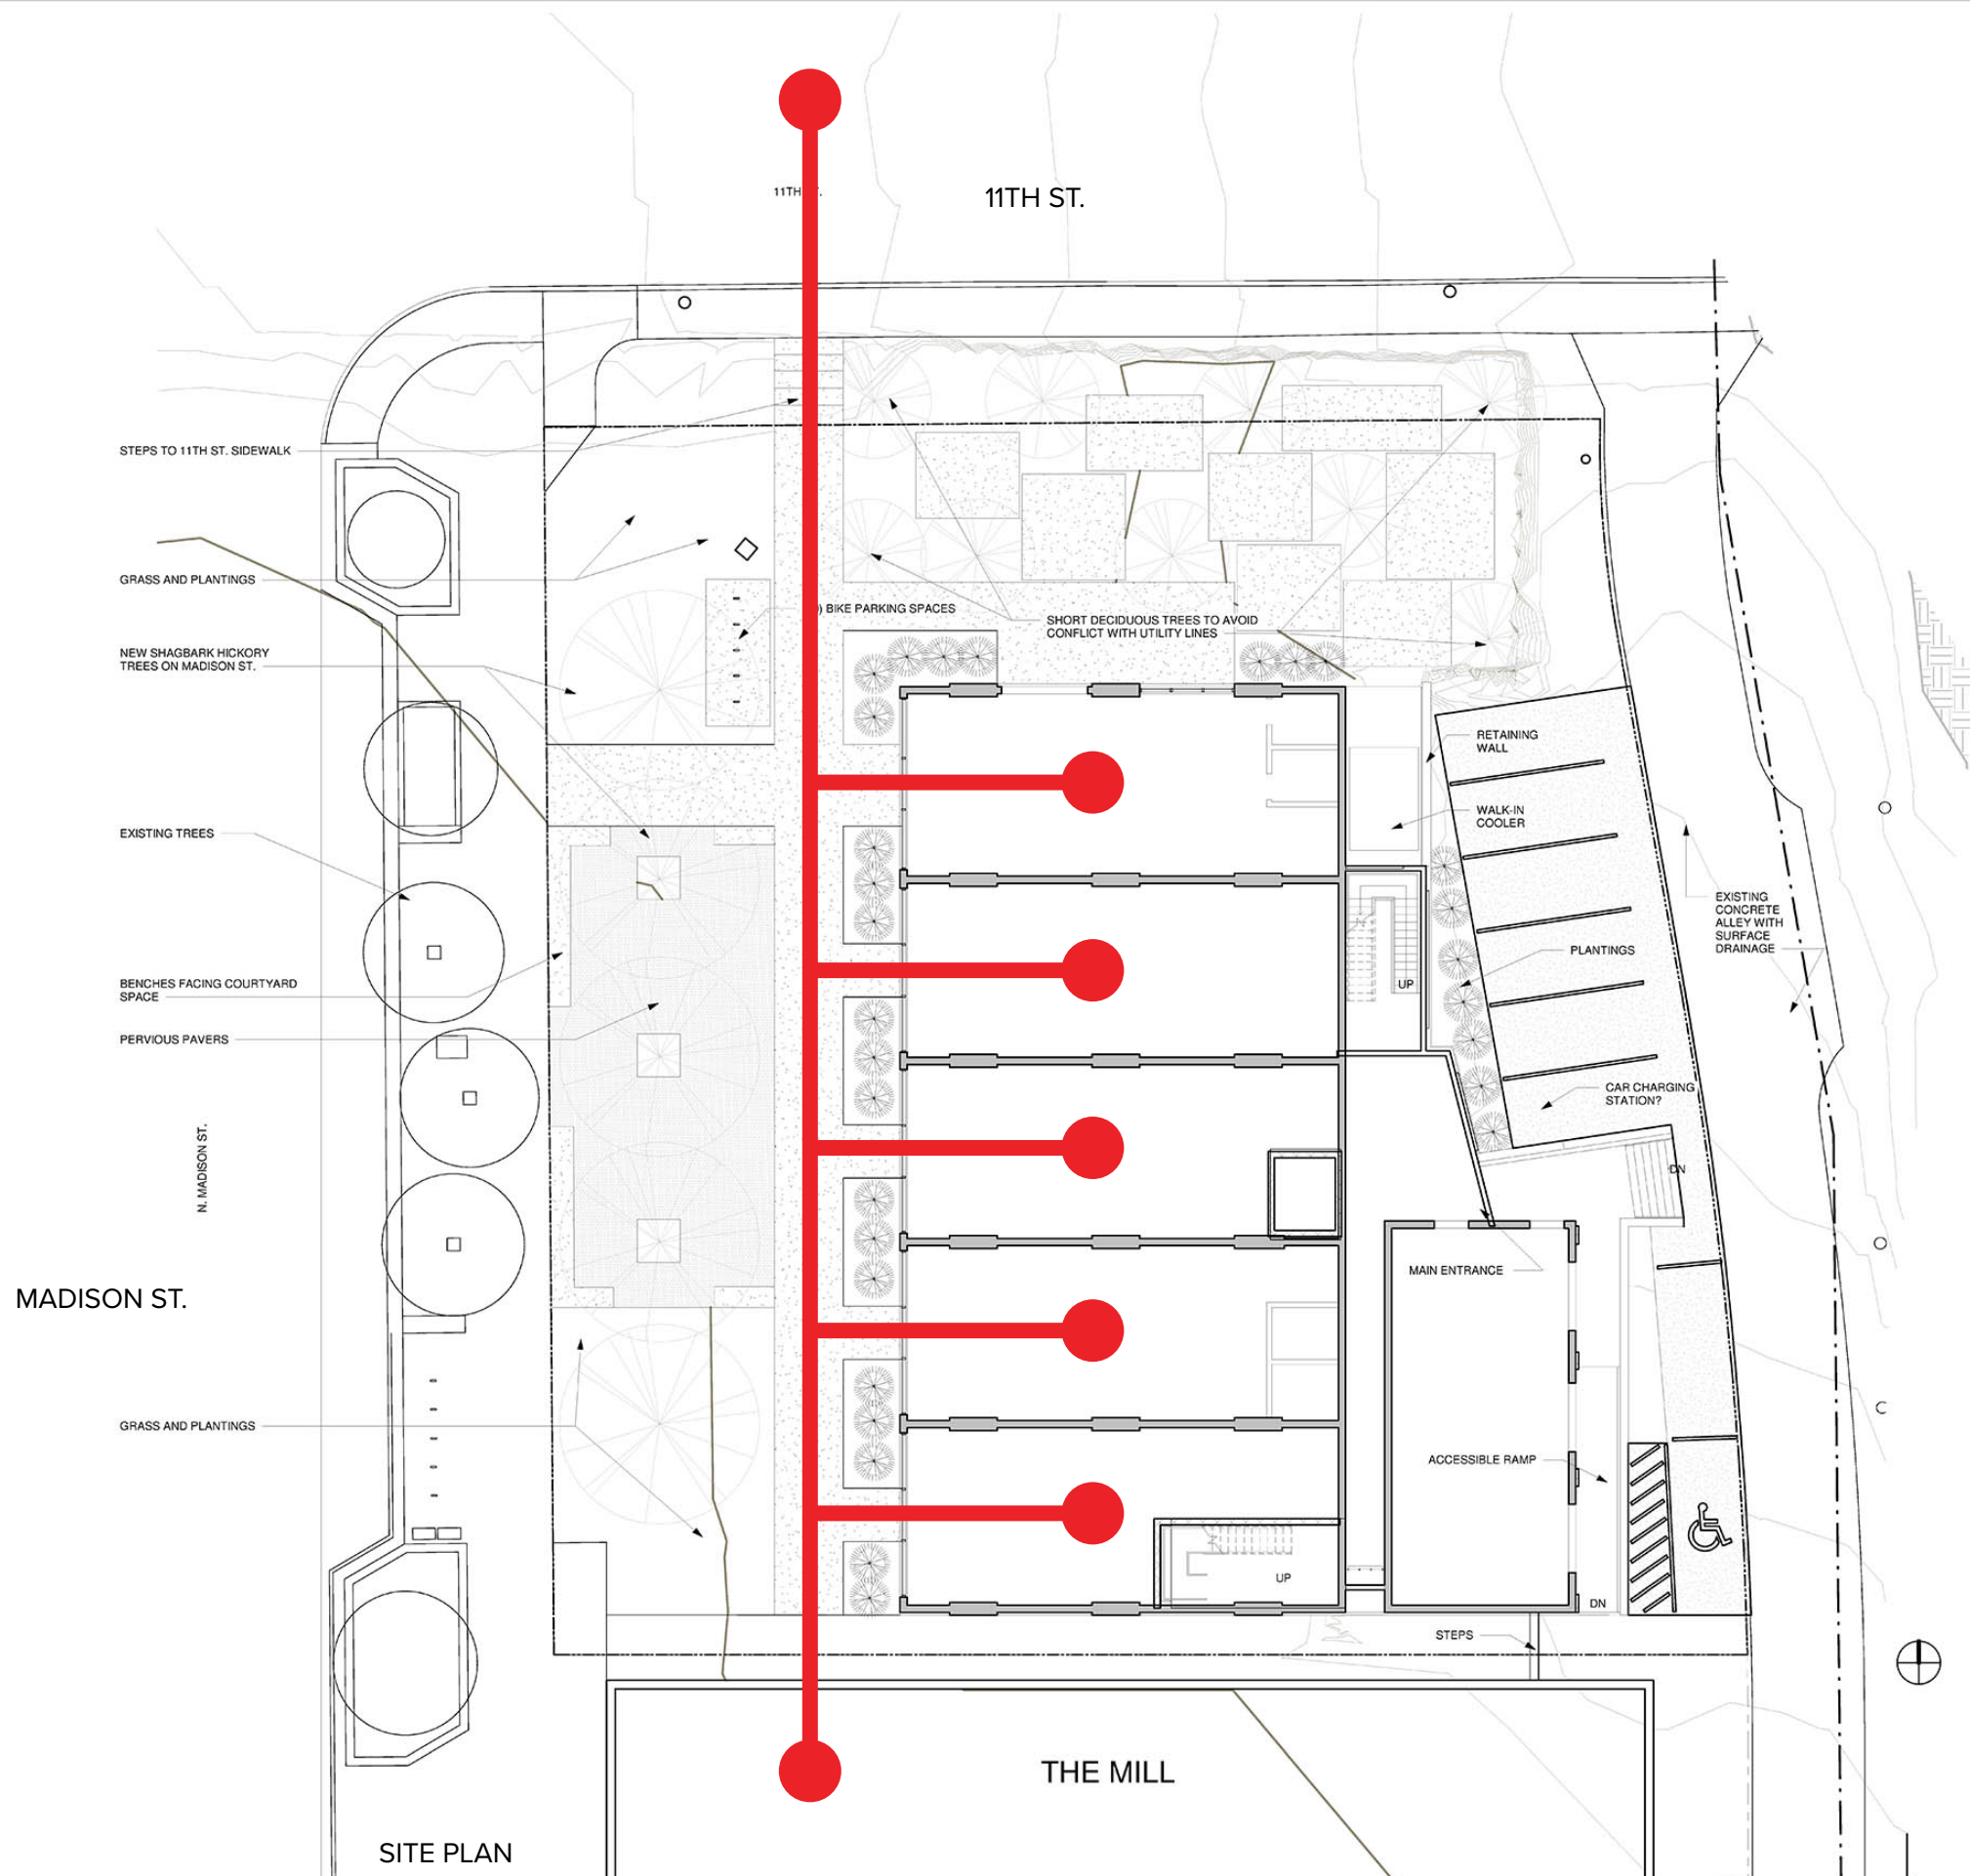 11TH ST.
STEPS TO 11TH ST. SIDEWALK
GRASS AND PLANTINGS
BIKE PARKING SPACES
SHORT DECIDUOUS TREES TO AVOID
CONFLICT WITH UTILITY LINES
NEW SHAGBARK HICKORY
TREES ON MADISON ST.
RETAINING
WALL
WALK-IN
COOLER
EXISTING TREES
EXISTING
CONCRETE
ALLEY WITH
SURFACE
DRAINAGE
PLANTINGS
UP
BENCHES FACING COURTYARD
SPACE
PERVIOUS PAVERS
CAR CHARGING
STATION?
N. MADISON ST.
DN
MAIN ENTRANCE
MADISON ST.
GRASS AND PLANTINGS
ACCESSIBLE RAMP
UP
DN
STEPS
THE MILL
SITE PLAN